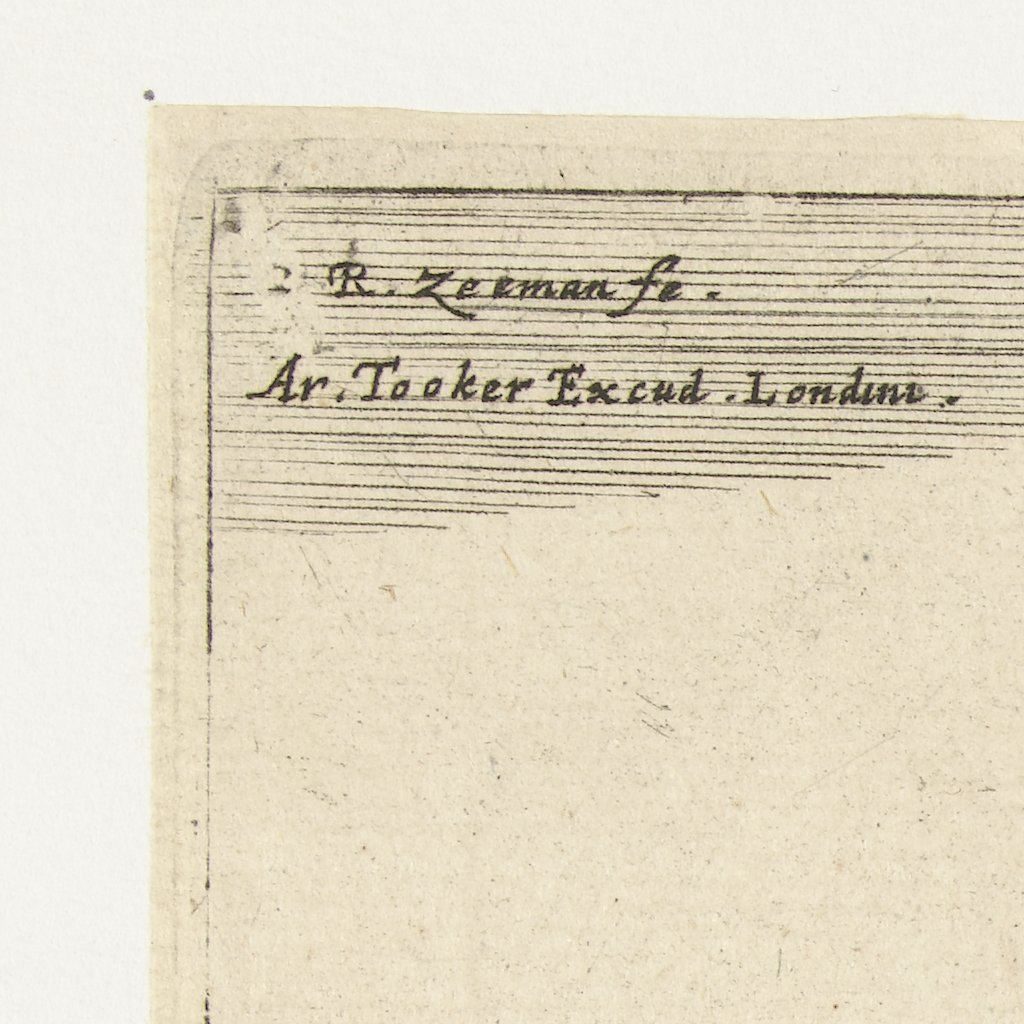 2 R. Zeeman fe.
Ar. Tooker Excud. Londini.